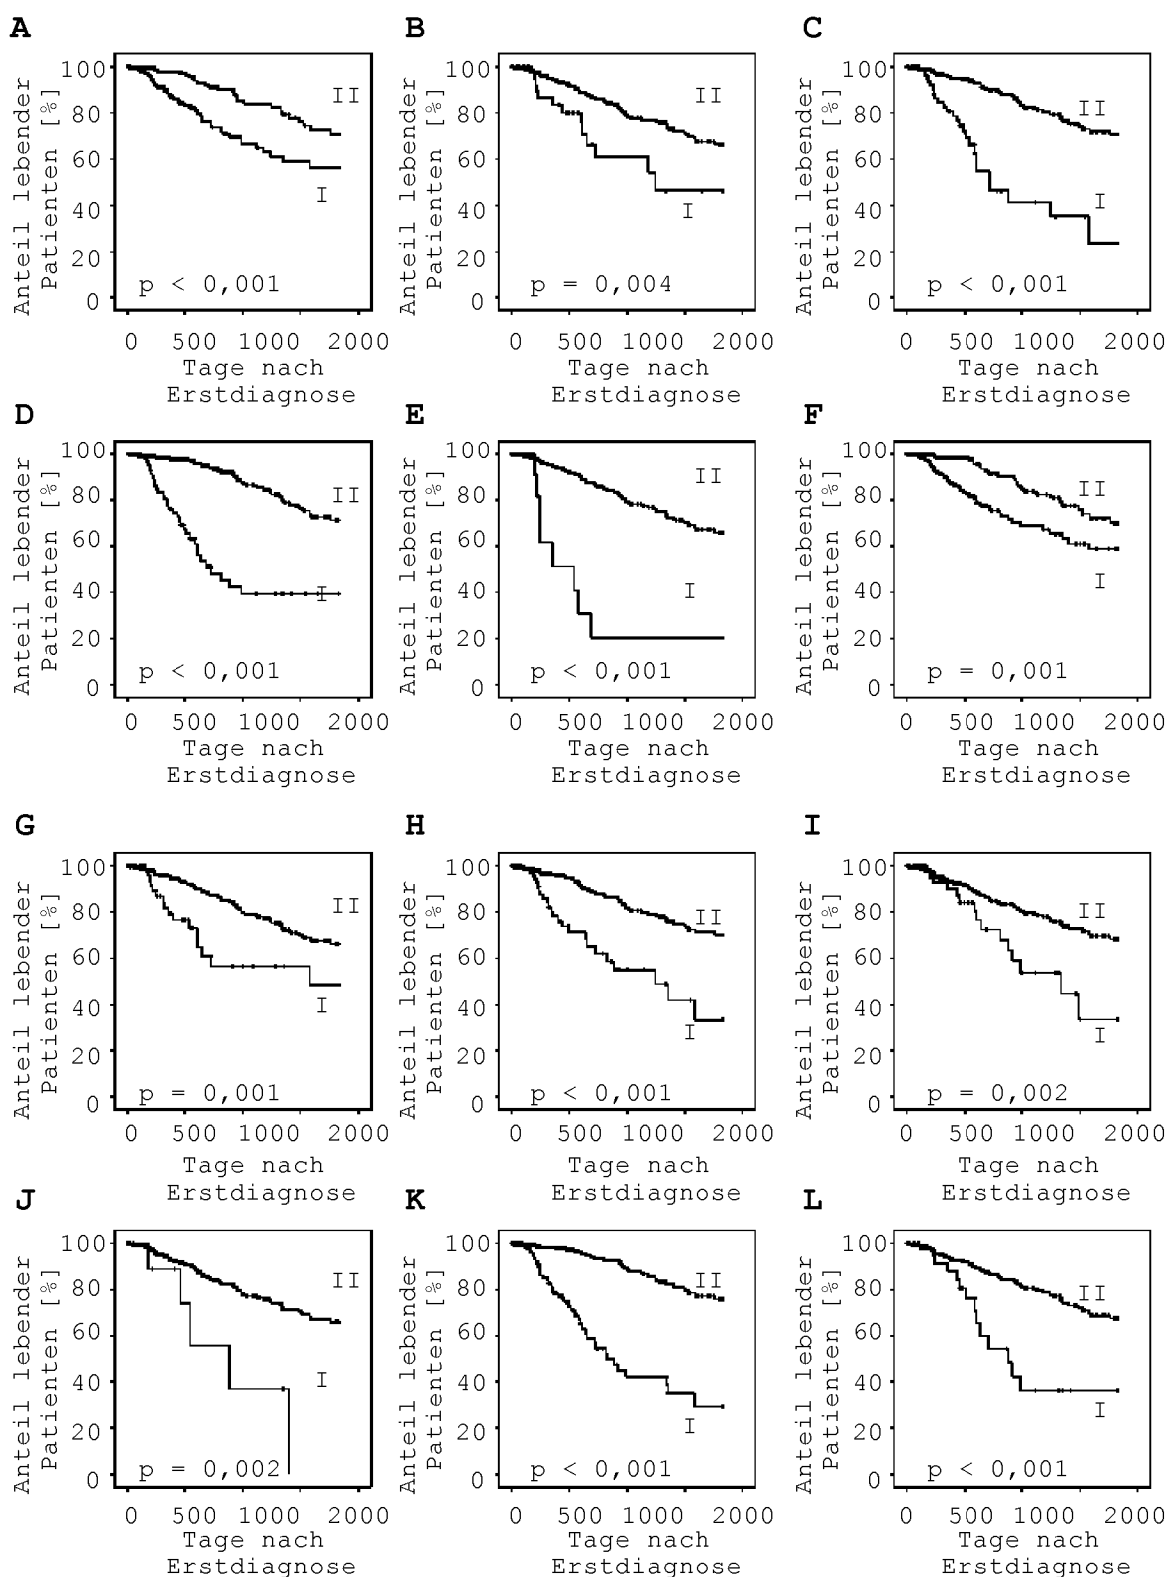 A B C
Anteil lebender
Patienten [%]
100
80
60
40
20
0
II
I
p < 0,001
0 500 1000 2000
Tage nach
Erstdiagnose
Anteil lebender
Patienten [%]
100
80
60
40
20
0
II
I
p = 0,004
0 500 1000 2000
Tage nach
Erstdiagnose
Anteil lebender
Patienten [%]
100
80
60
40
20
0
II
I
p < 0,001
0 500 1000 2000
Tage nach
Erstdiagnose
D E F
Anteil lebender
Patienten [%]
100
80
60
40
20
0
II
I
p < 0,001
0 500 1000 2000
Tage nach
Erstdiagnose
Anteil lebender
Patienten [%]
100
80
60
40
20
0
II
I
p < 0,001
0 500 1000 2000
Tage nach
Erstdiagnose
Anteil lebender
Patienten [%]
100
80
60
40
20
0
II
I
p = 0,001
0 500 1000 2000
Tage nach
Erstdiagnose
G H I
Anteil lebender
Patienten [%]
100
80
60
40
20
0
II
I
p = 0,001
0 500 1000 2000
Tage nach
Erstdiagnose
Anteil lebender
Patienten [%]
100
80
60
40
20
0
II
I
p < 0,001
0 500 1000 2000
Tage nach
Erstdiagnose
Anteil lebender
Patienten [%]
100
80
60
40
20
0
II
I
p = 0,002
0 500 1000 2000
Tage nach
Erstdiagnose
J K L
Anteil lebender
Patienten [%]
100
80
60
40
20
0
II
I
p = 0,002
0 500 1000 2000
Tage nach
Erstdiagnose
Anteil lebender
Patienten [%]
100
80
60
40
20
0
II
I
p < 0,001
0 500 1000 2000
Tage nach
Erstdiagnose
Anteil lebender
Patienten [%]
100
80
60
40
20
0
II
I
p < 0,001
0 500 1000 2000
Tage nach
Erstdiagnose